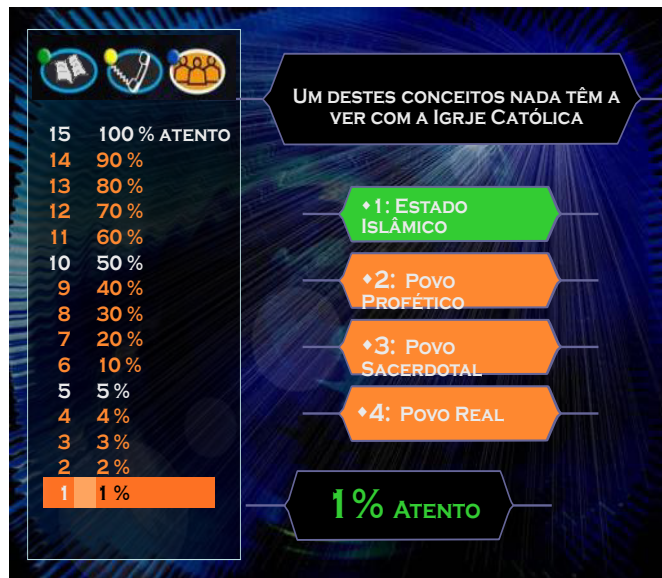 Um destes conceitos nada têm a
ver com a Igrje Católica
15 100 % atento
14 90 %
13 80 %
12 70 %
11 60 %
10 50 %
9 40 %
8 30 %
7 20 %
6 10 %
5 5 %
4 4 %
3 3 %
2 2 %
1 1 %
♦1: Estado
Islâmico
♦2: Povo
Profético
♦3: Povo
Sacerdotal
♦4: Povo Real
1% Atento